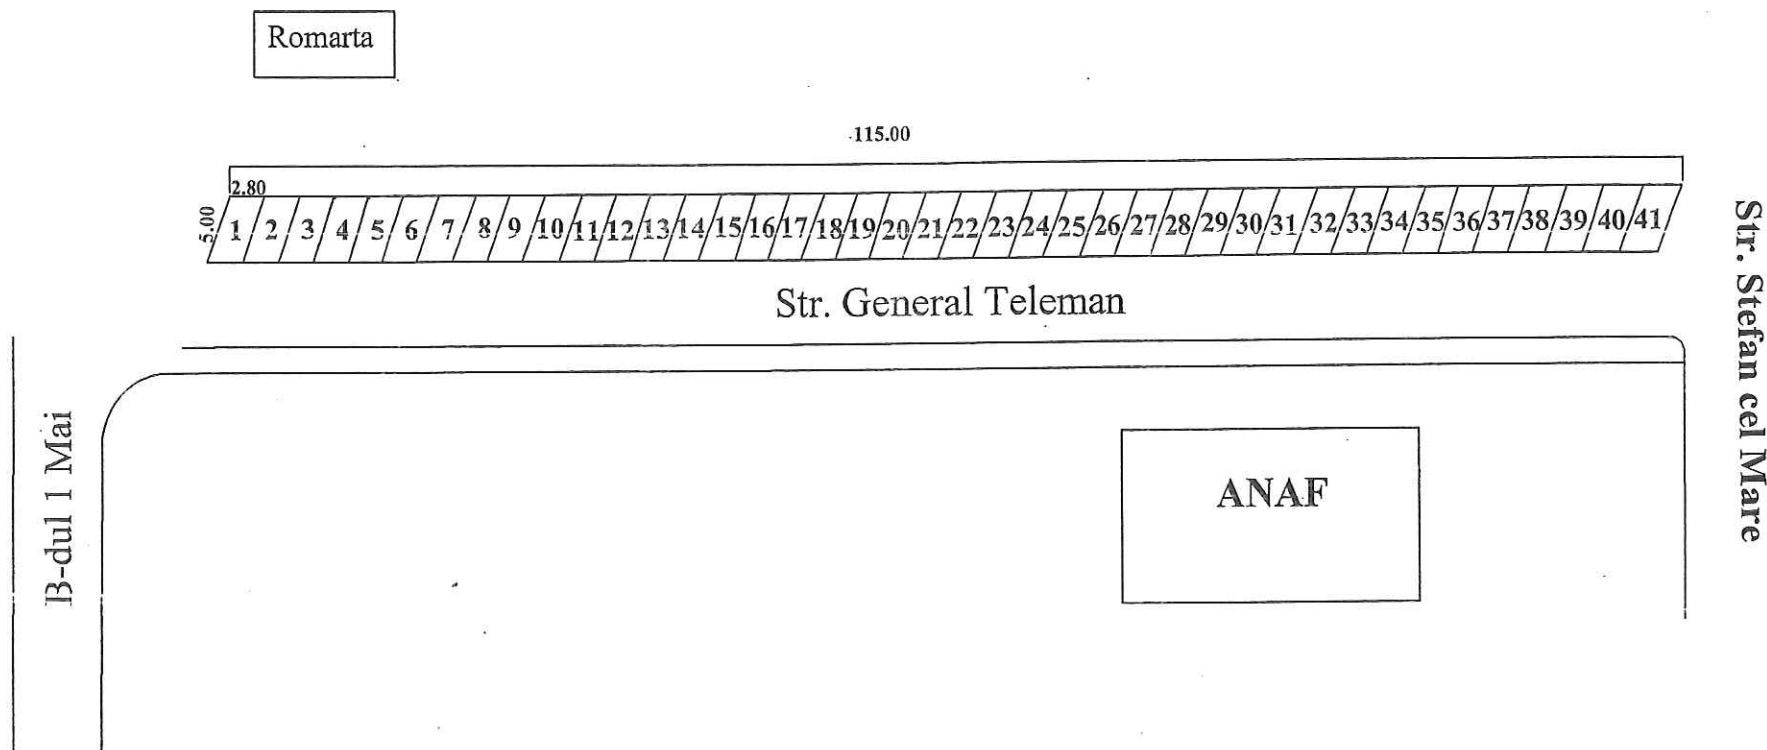 Romarta
115.00
2.80
5.00
1 2 3 4 5 6 7 8 9 10 11 12 13 14 15 16 17 18 19 20 21 22 23 24 25 26 27 28 29 30 31 32 33 34 35 36 37 38 39 40 41
Str. General Teleman
Str. Stefan cel Mare
B-dul 1 Mai
ANAF